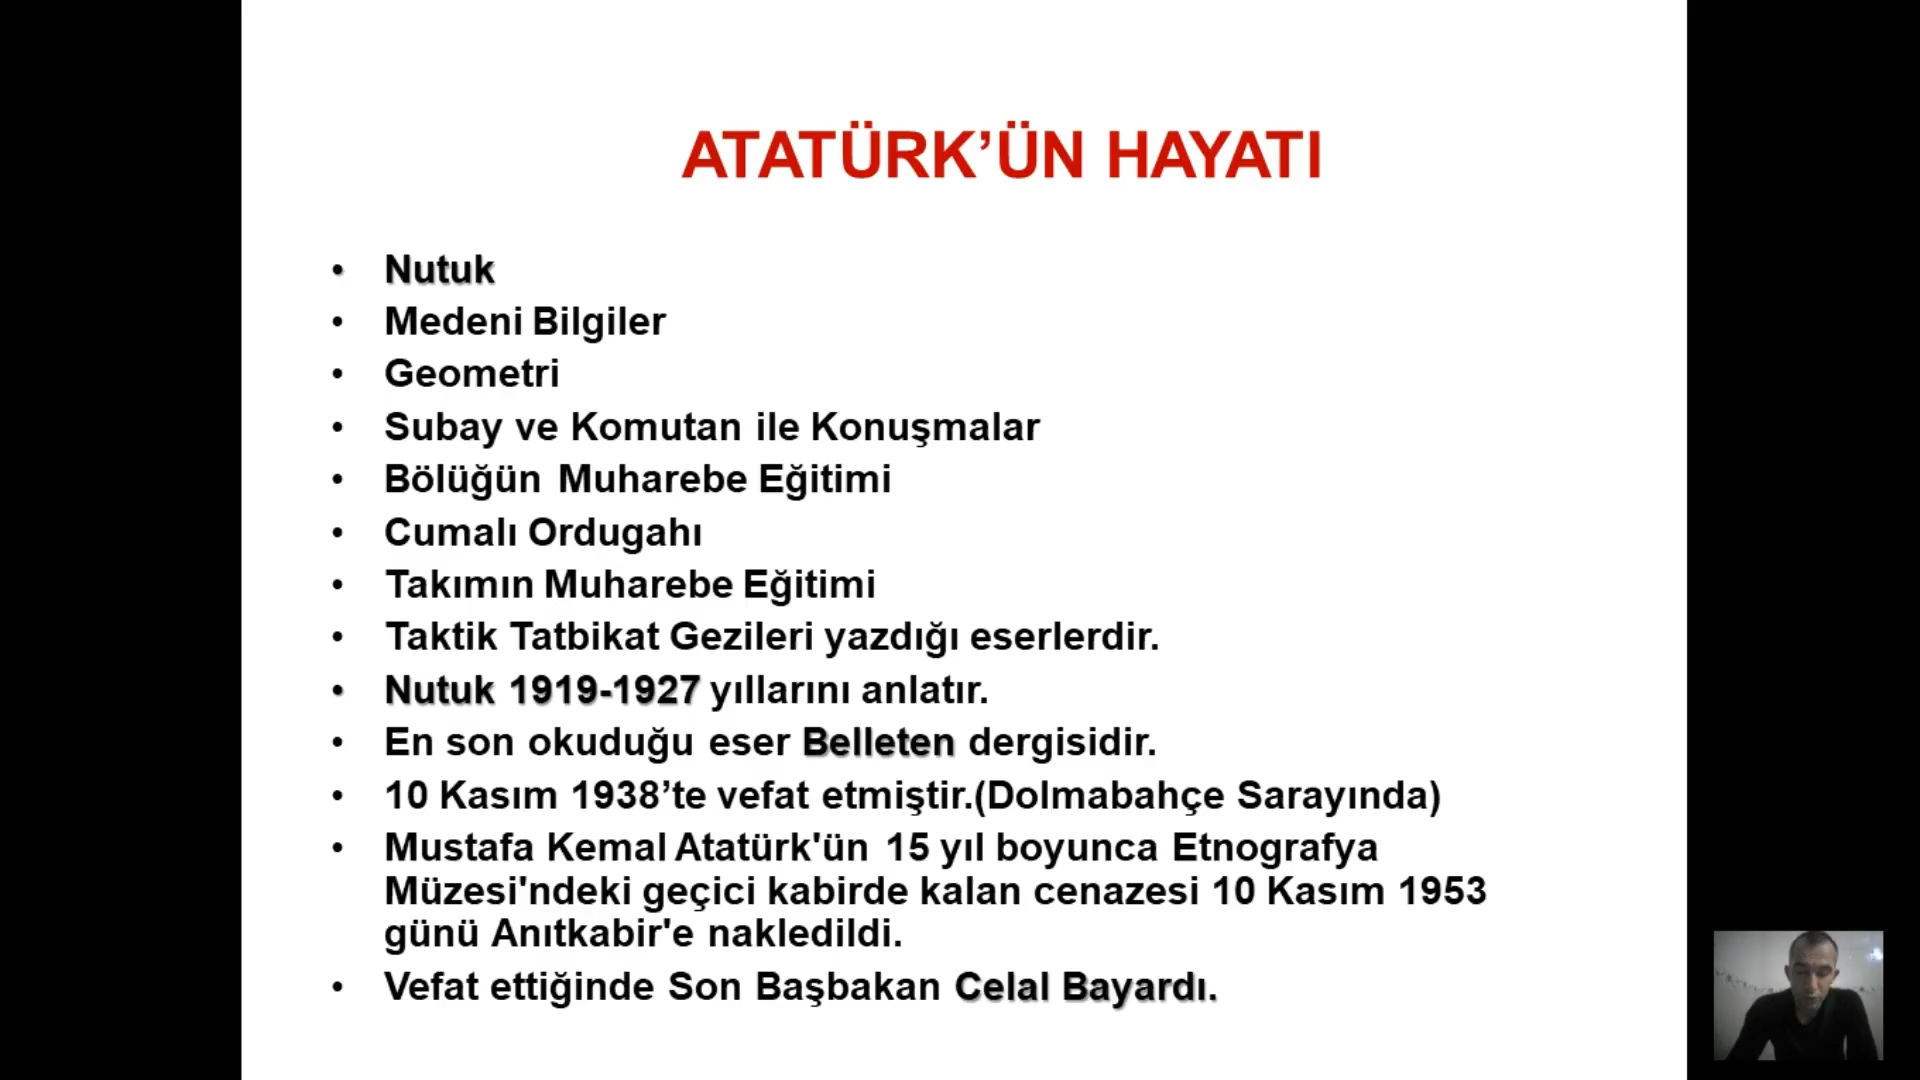 ATATÜRK’ÜN HAYATI
• Nutuk
• Medeni Bilgiler
• Geometri
• Subay ve Komutan ile Konuşmalar
• Bölüğün Muharebe Eğitimi
• Cumalı Ordugahı
• Takımın Muharebe Eğitimi
• Taktik Tatbikat Gezileri yazdığı eserlerdir.
• Nutuk 1919-1927 yıllarını anlatır.
• En son okuduğu eser Belleten dergisidir.
• 10 Kasım 1938’te vefat etmiştir.(Dolmabahçe Sarayında)
• Mustafa Kemal Atatürk'ün 15 yıl boyunca Etnografya
Müzesi'ndeki geçici kabirde kalan cenazesi 10 Kasım 1953
günü Anıtkabir'e nakledildi.
• Vefat ettiğinde Son Başbakan Celal Bayardı.